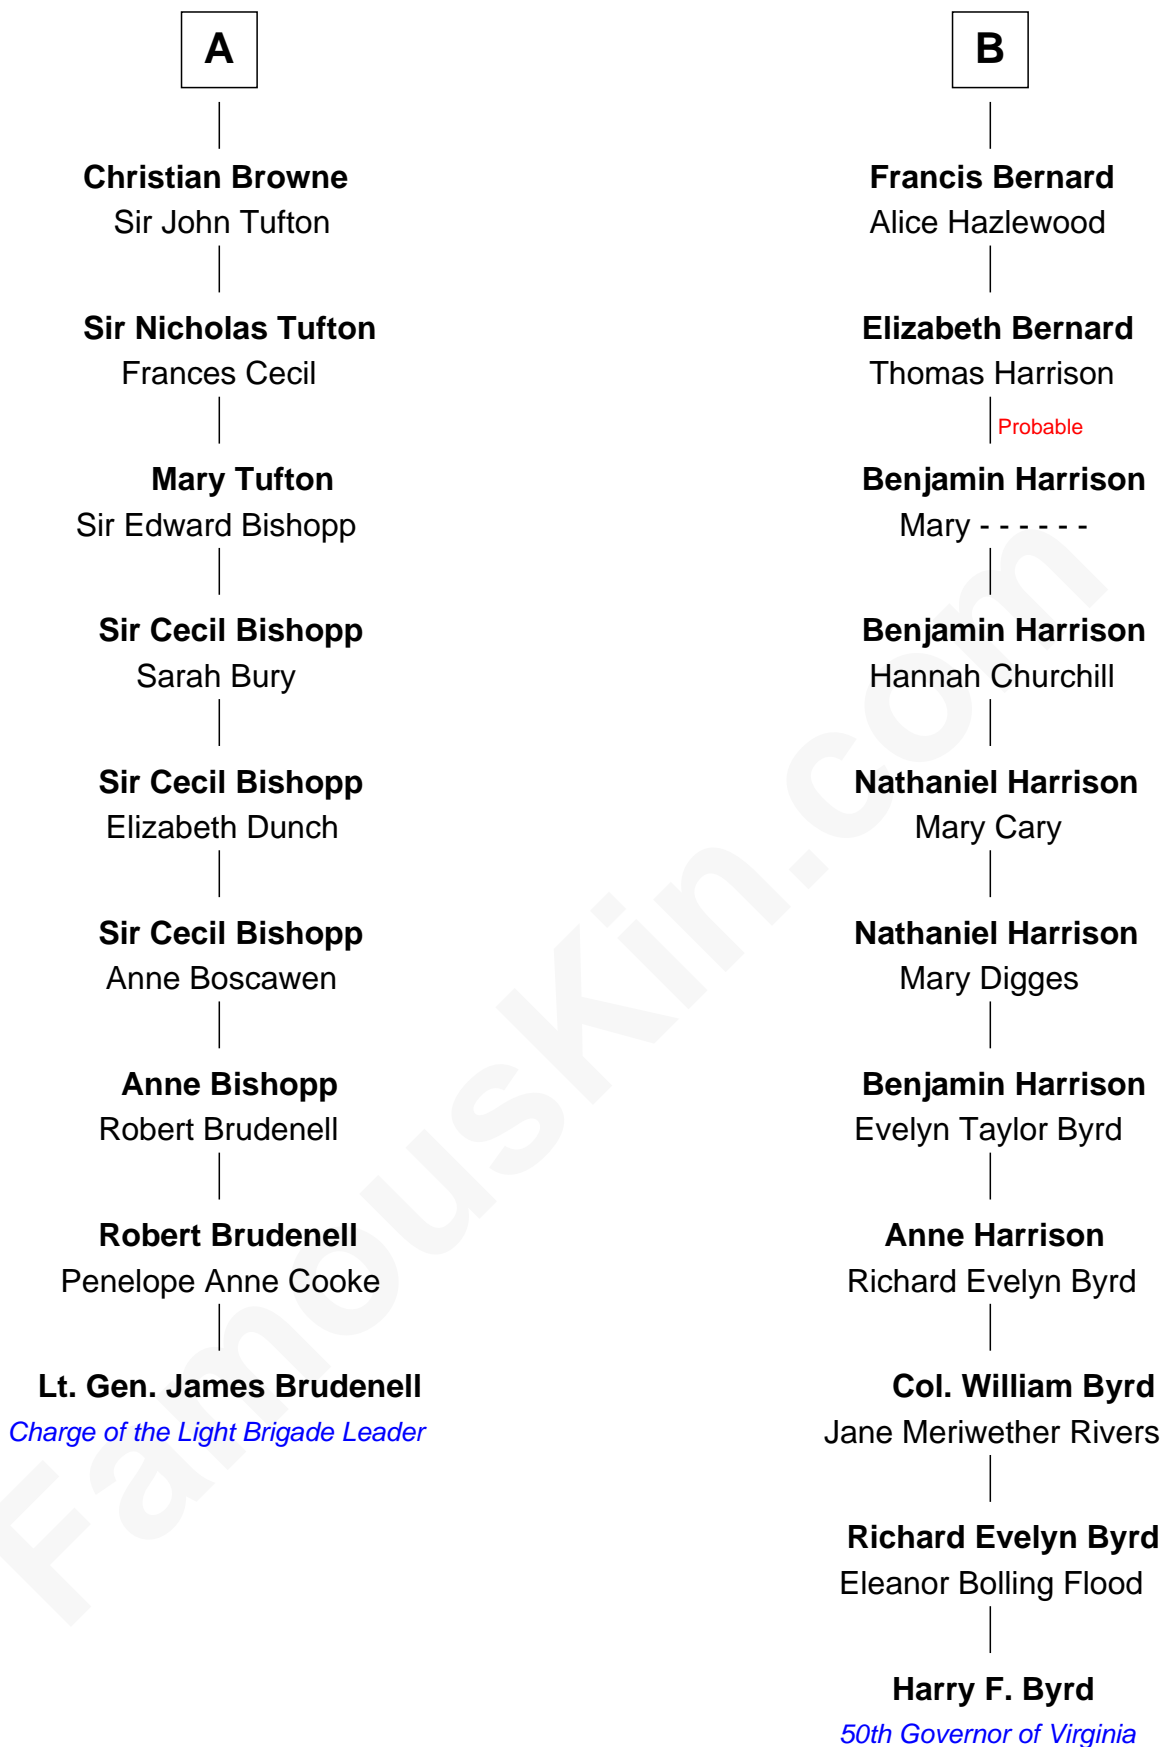 A
Christian Browne
Sir John Tufton
Sir Nicholas Tufton
Frances Cecil
Mary Tufton
Sir Edward Bishopp
Sir Cecil Bishopp
Sarah Bury
Sir Cecil Bishopp
Elizabeth Dunch
Sir Cecil Bishopp
Anne Boscawen
Anne Bishopp
Robert Brudenell
Robert Brudenell
Penelope Anne Cooke
Lt. Gen. James Brudenell
Charge of the Light Brigade Leader
B
Francis Bernard
Alice Hazlewood
Elizabeth Bernard
Thomas Harrison
Probable
Benjamin Harrison
Mary - - - - - -
Benjamin Harrison
Hannah Churchill
Nathaniel Harrison
Mary Cary
Nathaniel Harrison
Mary Digges
Benjamin Harrison
Evelyn Taylor Byrd
Anne Harrison
Richard Evelyn Byrd
Col. William Byrd
Jane Meriwether Rivers
Richard Evelyn Byrd
Eleanor Bolling Flood
Harry F. Byrd
50th Governor of Virginia
FamousKin.com